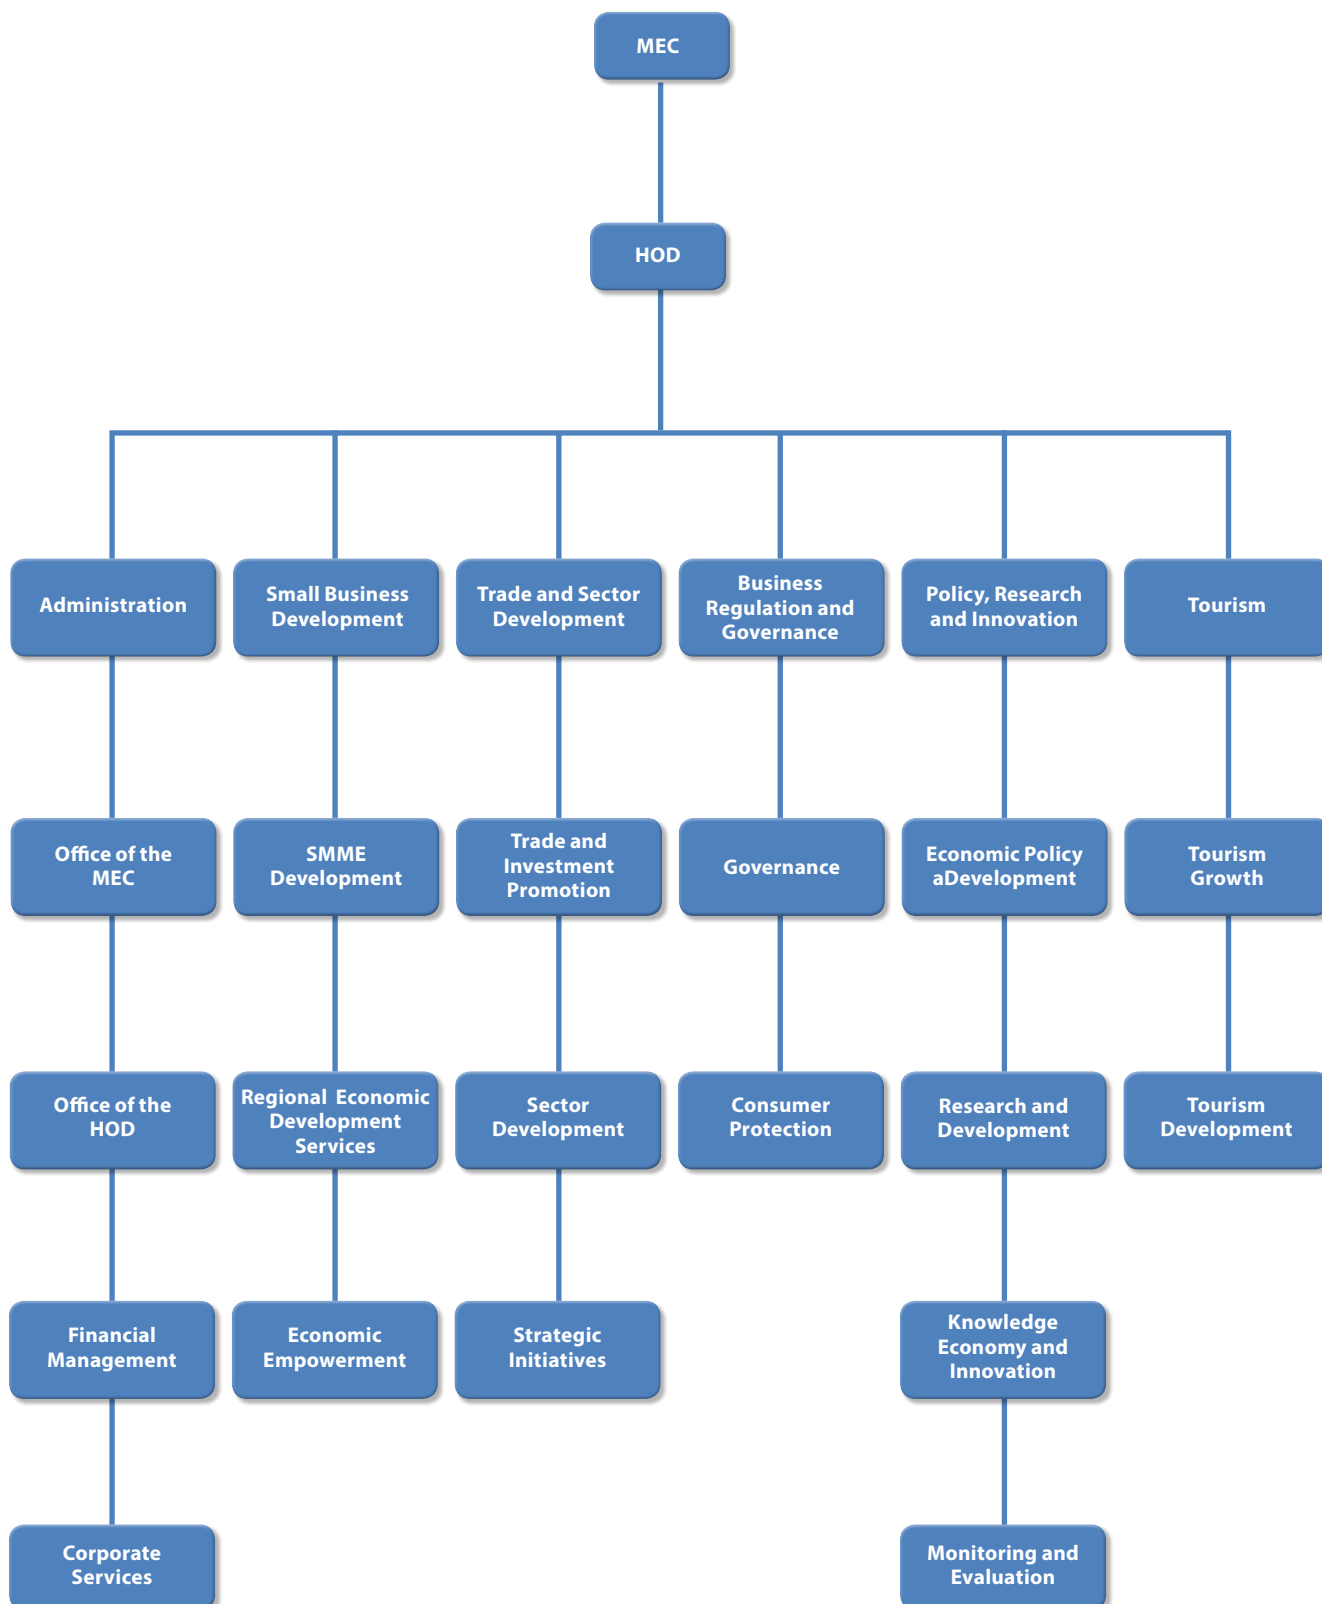 MEC
HOD
Administration
Small Business
Development
Trade and Sector
Development
Business
Regulation and
Governance
Policy, Research
and Innovation
Tourism
Office of the
MEC
SMME
Development
Trade and
Investment
Promotion
Governance
Economic Policy
aDevelopment
Tourism
Growth
Office of the
HOD
Regional Economic
Development
Services
Sector
Development
Consumer
Protection
Research and
Development
Tourism
Development
Financial
Management
Economic
Empowerment
Strategic
Initiatives
Knowledge
Economy and
Innovation
Corporate
Services
Monitoring and
Evaluation